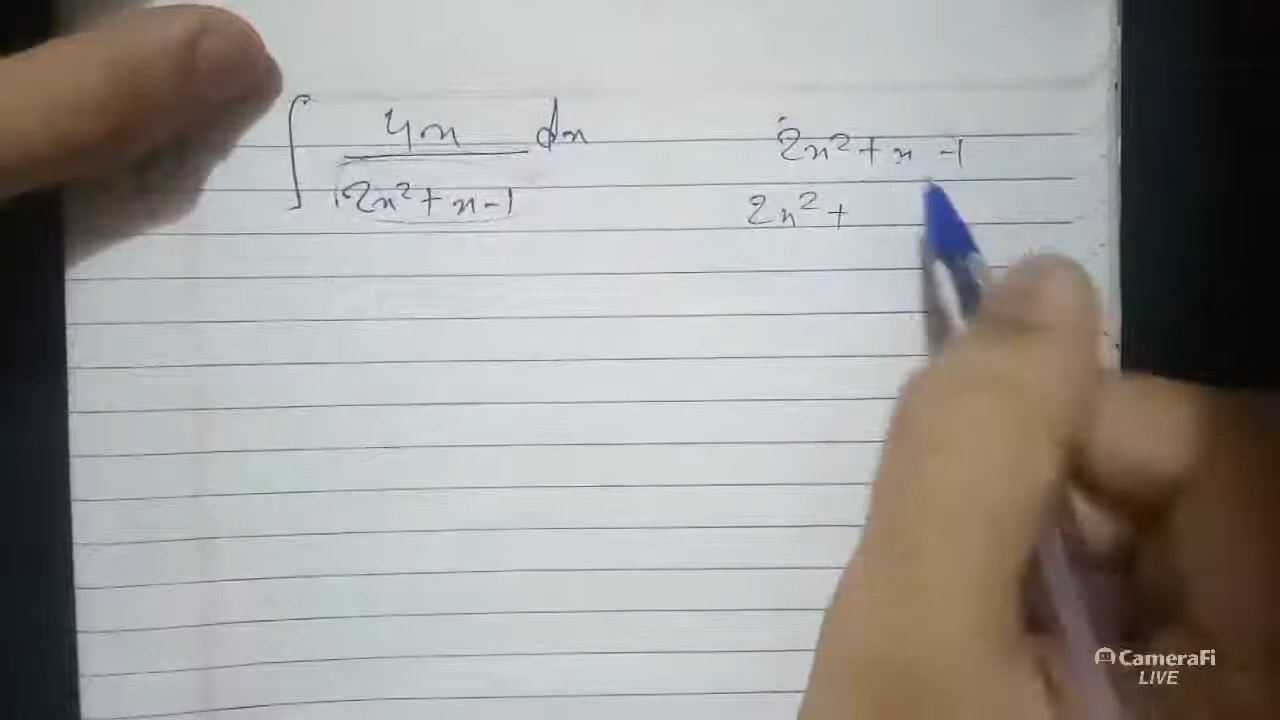 ∫ 4x / 2x² + x - 1 dx
2x² + x - 1
2x² +
CameraFi
LIVE